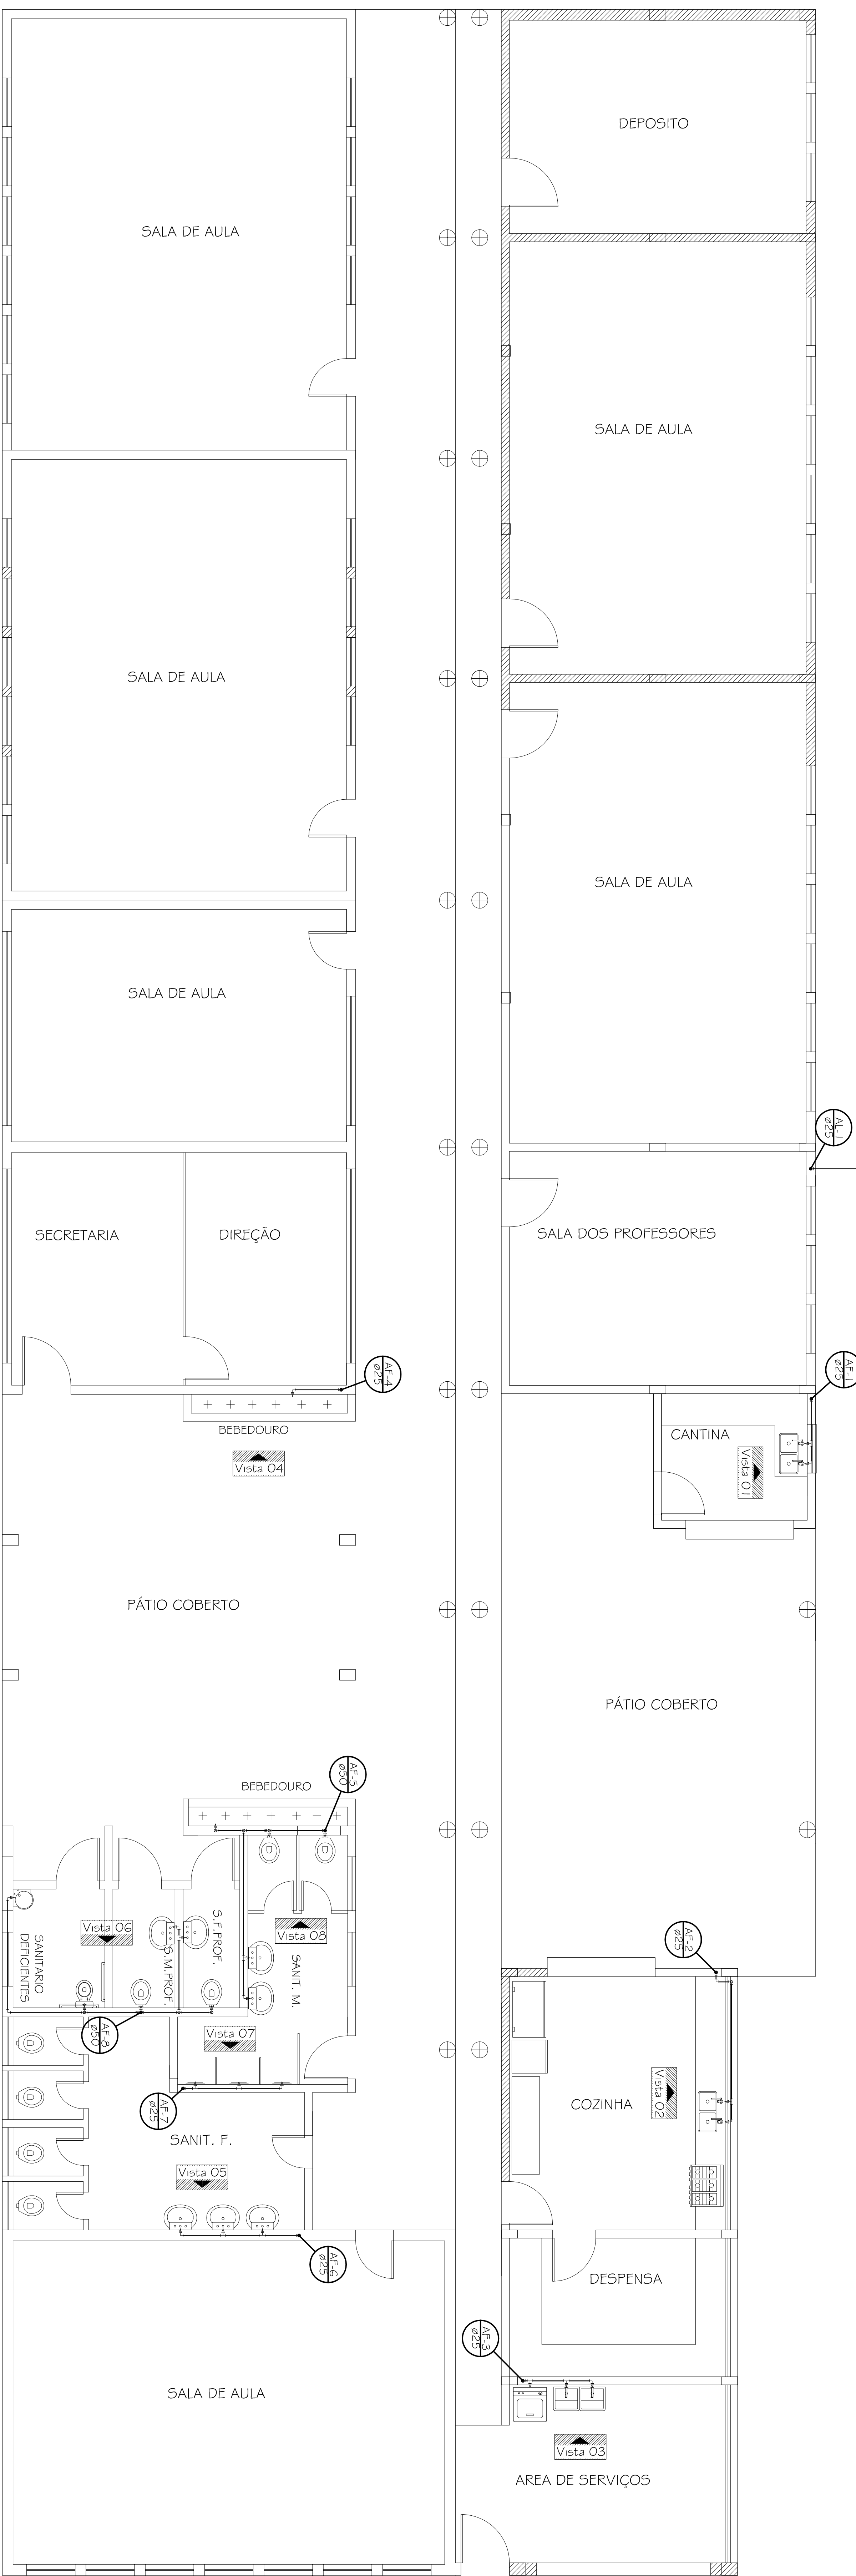 DEPOSITO
SALA DE AULA
SALA DE AULA
SALA DE AULA
SALA DE AULA
SALA DE AULA
AL-1
ø25
SECRETARIA
DIREÇÃO
SALA DOS PROFESSORES
AF-4
ø25
AF-1
ø25
BEBEDOURO
CANTINA
Vista 04
Vista 01
PÁTIO COBERTO
PÁTIO COBERTO
AF-5
ø50
BEBEDOURO
Vista 06
S.F.PROF.
Vista 08
AF-2
ø25
SANITARIO
DEFICIENTES
S.M.PROF.
SANIT. M.
AF-8
ø50
Vista 07
Vista 02
COZINHA
AF-7
ø25
SANIT. F.
Vista 05
AF-6
ø25
DESPENSA
AF-3
ø25
SALA DE AULA
Vista 03
AREA DE SERVIÇOS